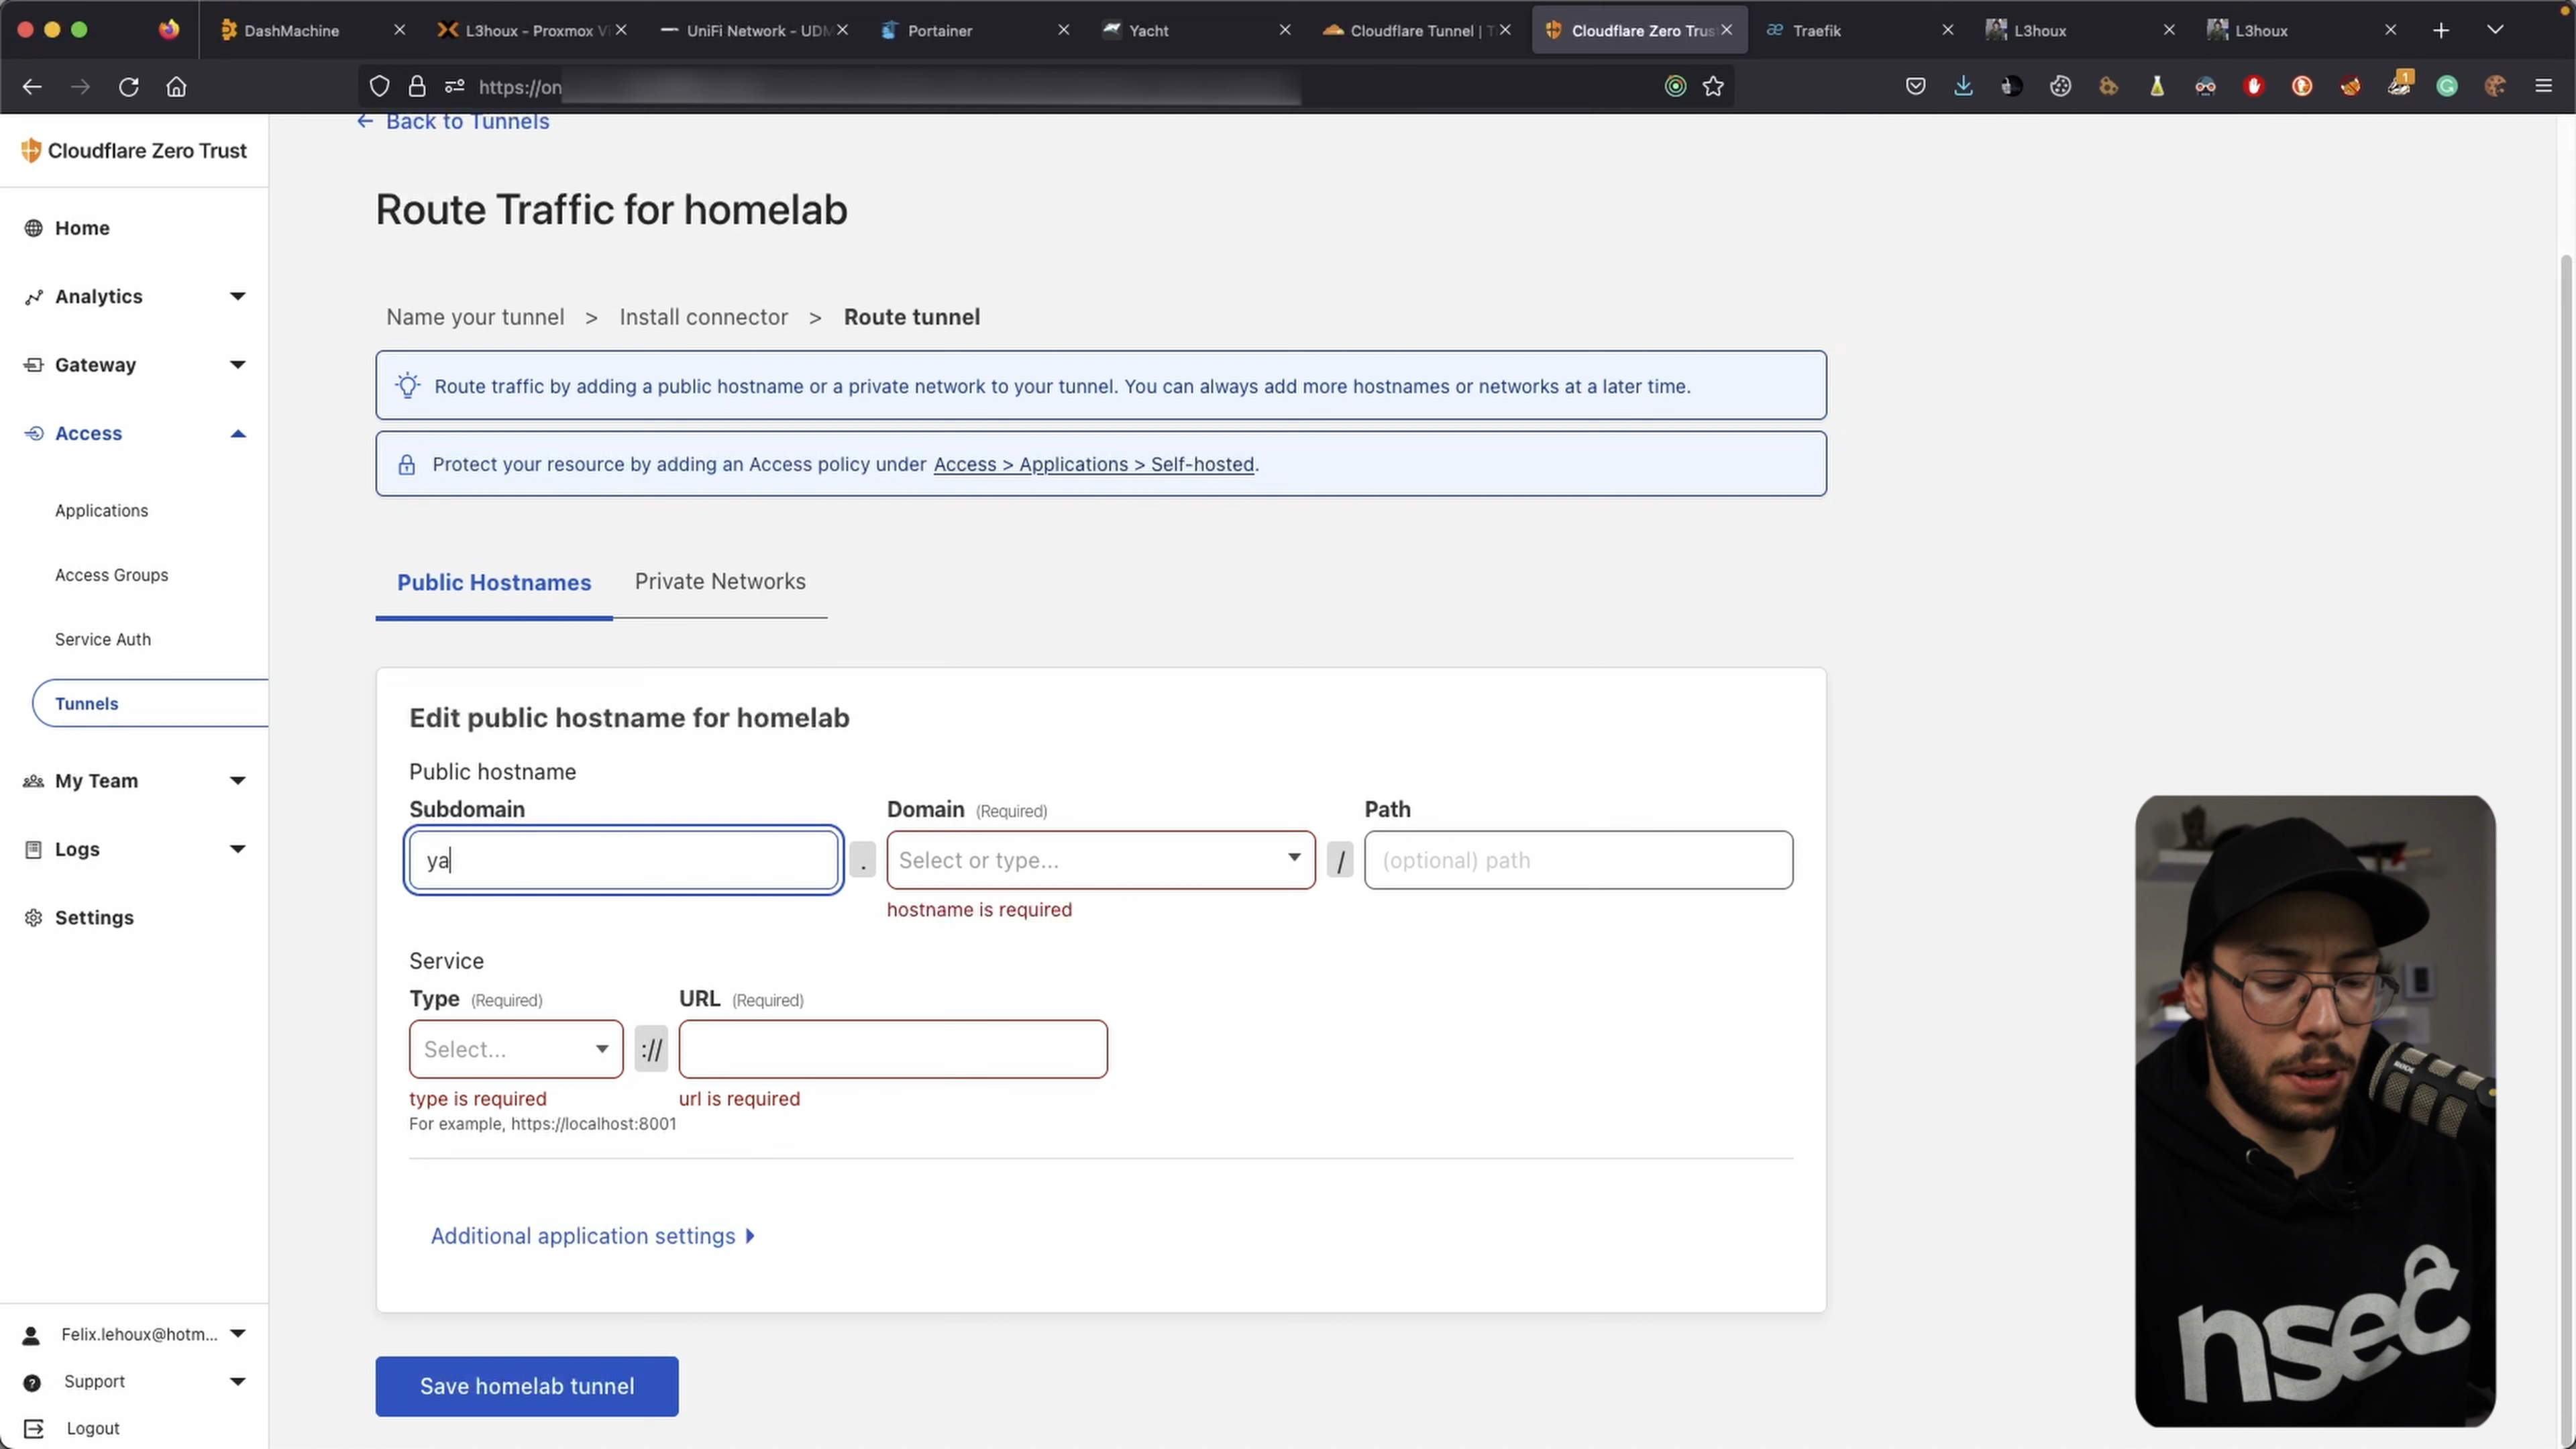 DashMachine
L3houx - Proxmox Vi
UniFi Network - UDM
Portainer
Yacht
Cloudflare Tunnel | T
Cloudflare Zero Trus
Traefik
L3houx
L3houx
https://on
1
Back to Tunnels
Cloudflare Zero Trust
Home
Analytics
Gateway
Access
Applications
Access Groups
Service Auth
Tunnels
My Team
Logs
Settings
Felix.lehoux@hotm...
Support
Logout
Route Traffic for homelab
Name your tunnel > Install connector > Route tunnel
Route traffic by adding a public hostname or a private network to your tunnel. You can always add more hostnames or networks at a later time.
Protect your resource by adding an Access policy under Access > Applications > Self-hosted.
Public Hostnames
Private Networks
Edit public hostname for homelab
Public hostname
Subdomain
Domain (Required)
Path
ya
.
Select or type...
/
(optional) path
hostname is required
Service
Type (Required)
URL (Required)
Select...
://
type is required
url is required
For example, https://localhost:8001
Additional application settings
Save homelab tunnel
nsec